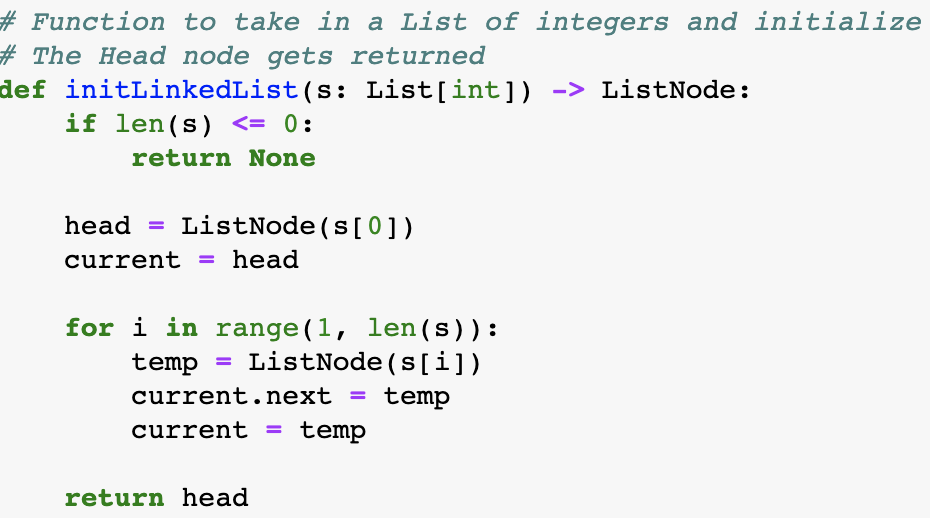 # Function to take in a List of integers and initialize
# The Head node gets returned
def initLinkedList(s: List[int]) -> ListNode:
    if len(s) <= 0:
        return None

    head = ListNode(s[0])
    current = head

    for i in range(1, len(s)):
        temp = ListNode(s[i])
        current.next = temp
        current = temp

    return head